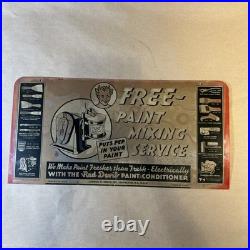 FREE-
PAINT
MIXING
SERVICE
PUTS PEP
IN YOUR
PAINT
We Make Paint Fresher than Fresh - Electrically
WITH THE Red Devil PAINT CONDITIONER